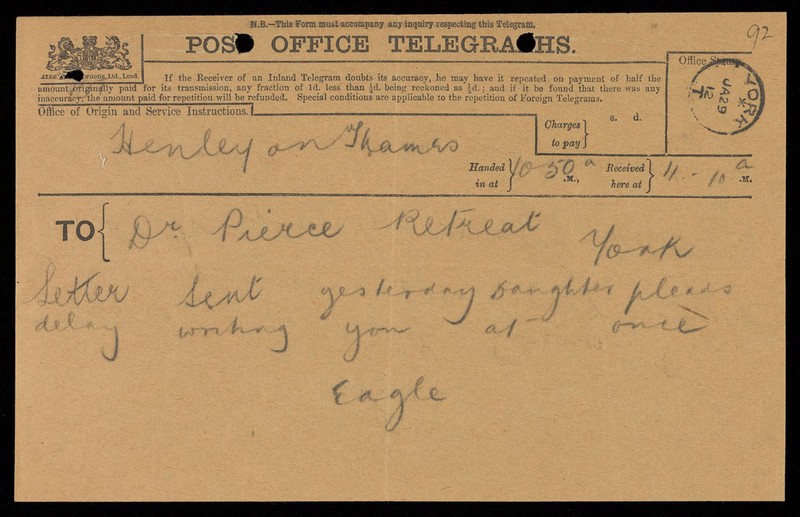 N.B.—This Form must accompany any inquiry respecting this Telegram.
92
POST OFFICE TELEGRAPHS.
Office Stamp
YORK
*
JA29
12
T
If the Receiver of an Inland Telegram doubts its accuracy, he may have it repeated on payment of half the
amount originally paid for its transmission, any fraction of 1d. less than ½d. being reckoned as ½d.; and if it be found that there was any
inaccuracy, the amount paid for repetition will be refunded. Special conditions are applicable to the repetition of Foreign Telegrams.
Office of Origin and Service Instructions.
Charges to pay s. d.
Henley on Thames
Handed in at 10-50 a .M., Received here at 11-10 a .M.
TO Dr. Pierce Retreat York
Letter sent yesterday Daughter pleads
delay writing you at once
Eagle